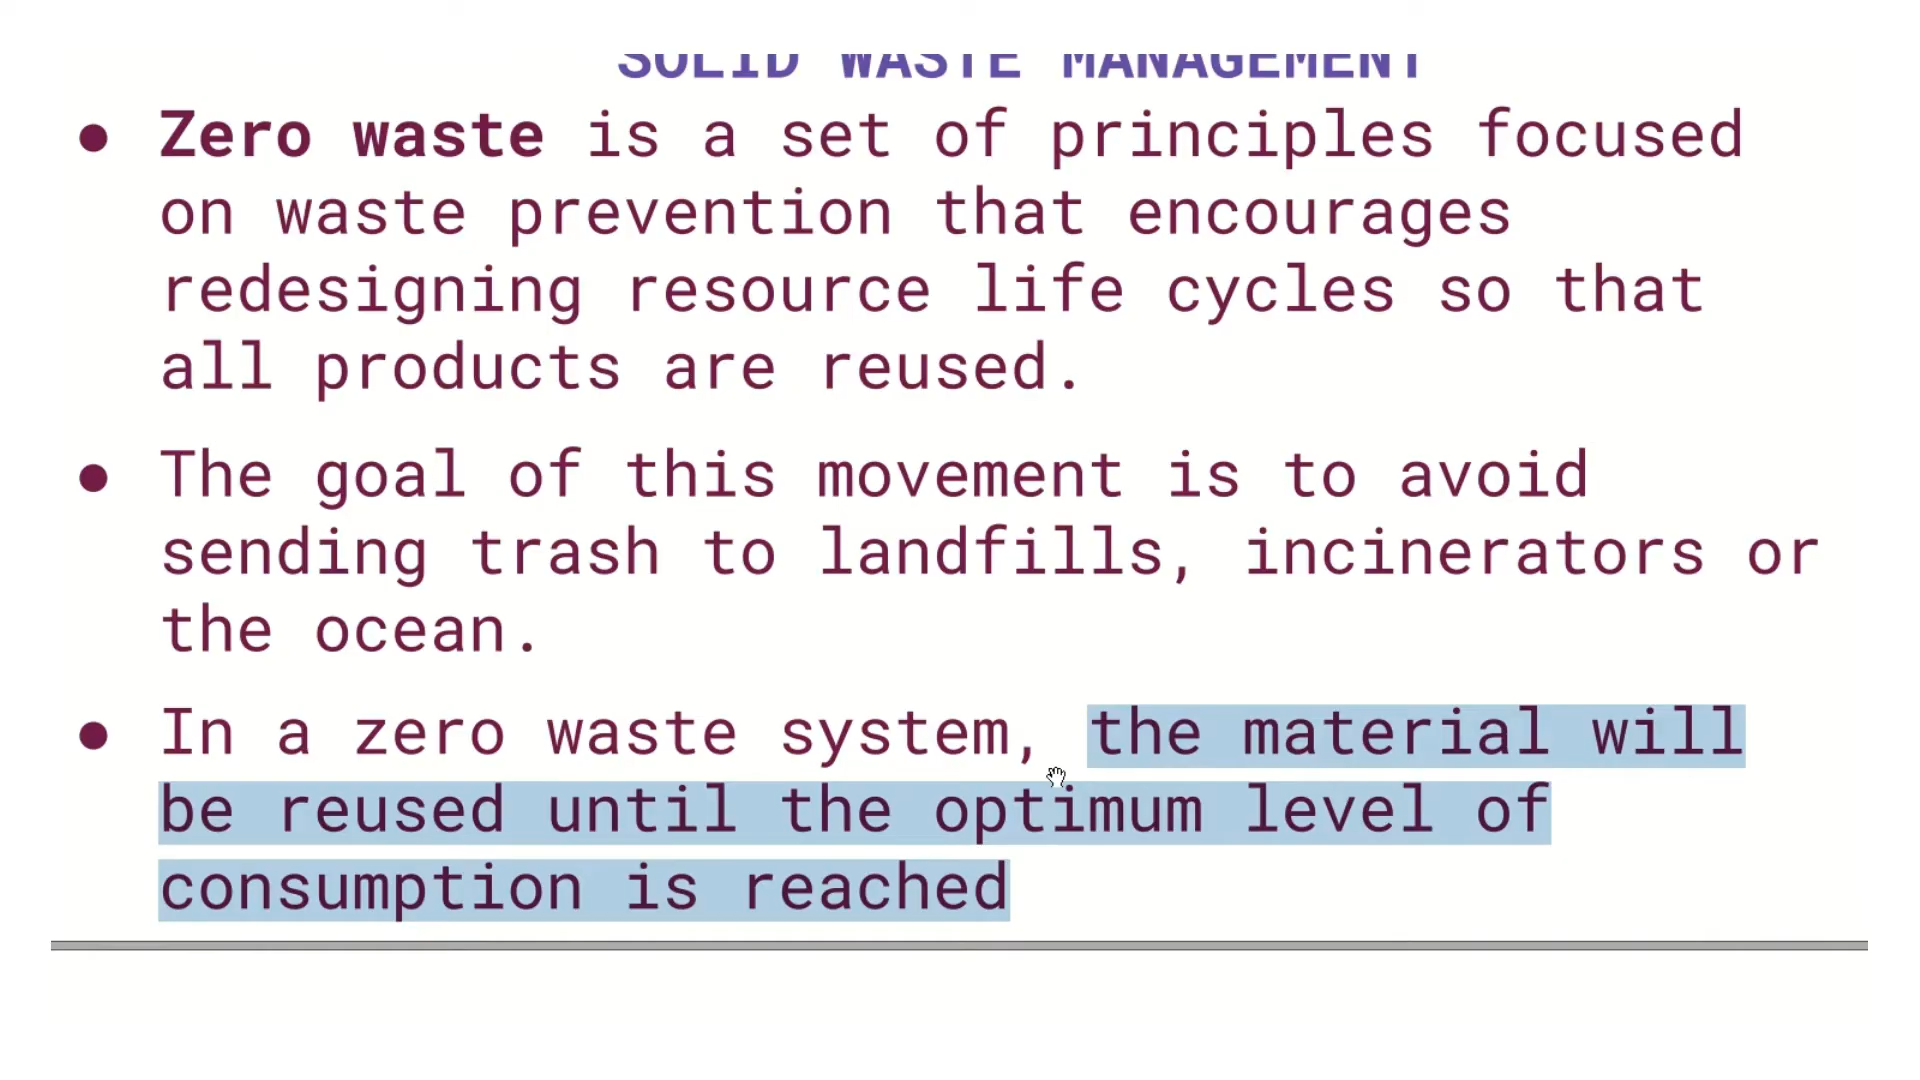 SOLID WASTE MANAGEMENT
● Zero waste is a set of principles focused
on waste prevention that encourages
redesigning resource life cycles so that
all products are reused.
● The goal of this movement is to avoid
sending trash to landfills, incinerators or
the ocean.
● In a zero waste system, the material will
be reused until the optimum level of
consumption is reached